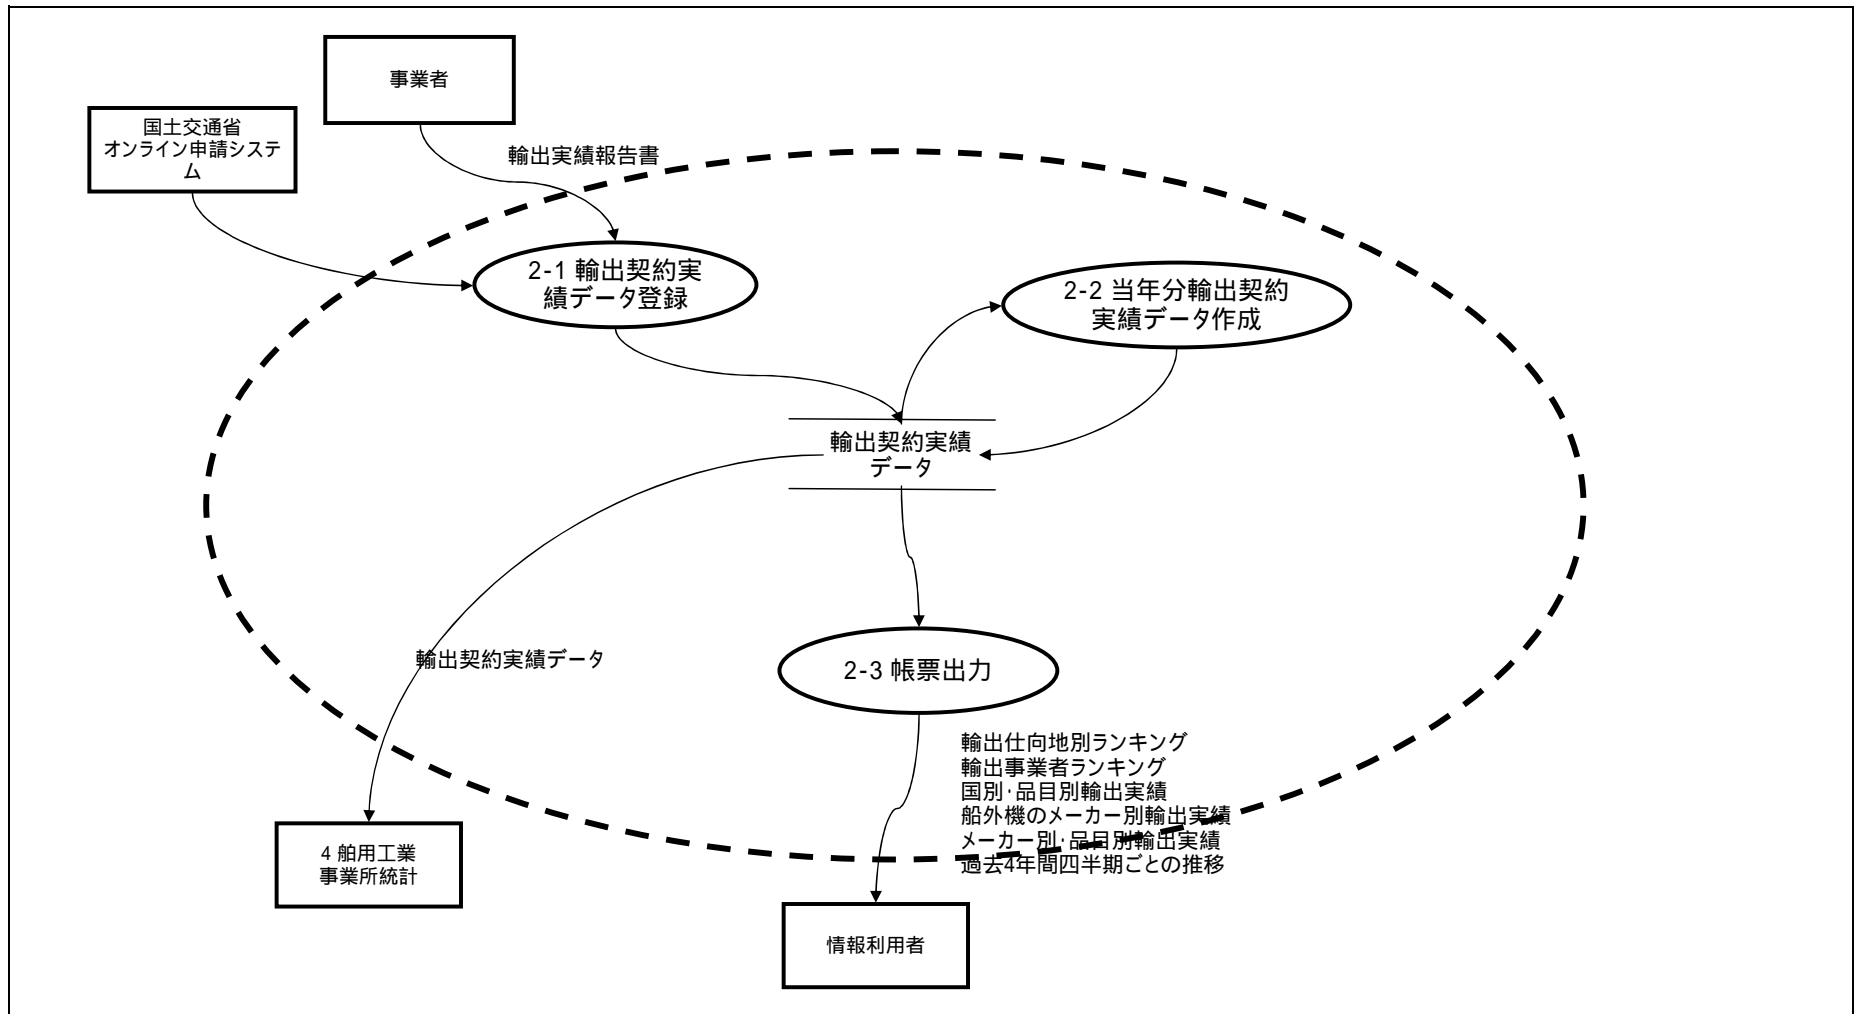 事業者
国土交通省
オンライン申請システ
ム
輸出実績報告書
2-1 輸出契約実
績データ登録
2-2 当年分輸出契約
実績データ作成
輸出契約実績
データ
輸出契約実績データ
2-3 帳票出力
輸出仕向地別ランキング
輸出事業者ランキング
国別・品目別輸出実績
船外機のメーカー別輸出実績
メーカー別・品目別輸出実績
過去4年間四半期ごとの推移
4 舶用工業
事業所統計
情報利用者